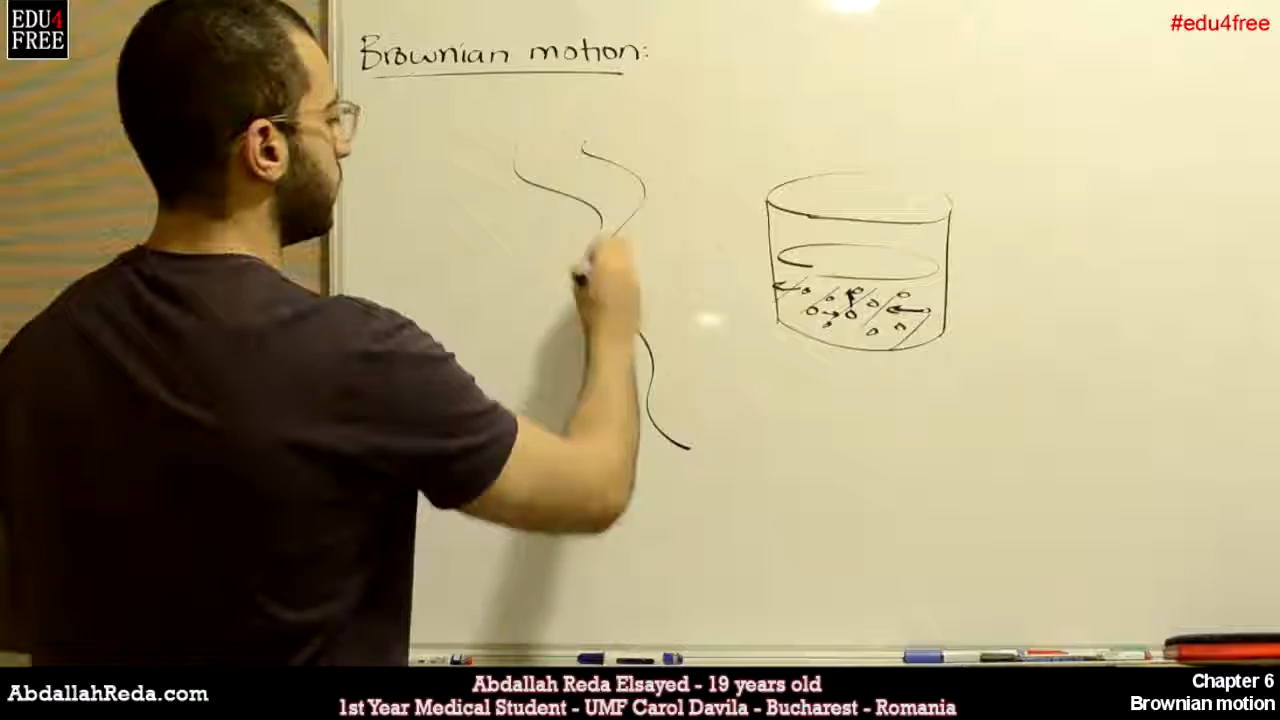 EDU4
FREE
#edu4free
Brownian motion:
AbdallahReda.com
Abdallah Reda Elsayed - 19 years old
1st Year Medical Student - UMF Carol Davila - Bucharest - Romania
Chapter 6
Brownian motion